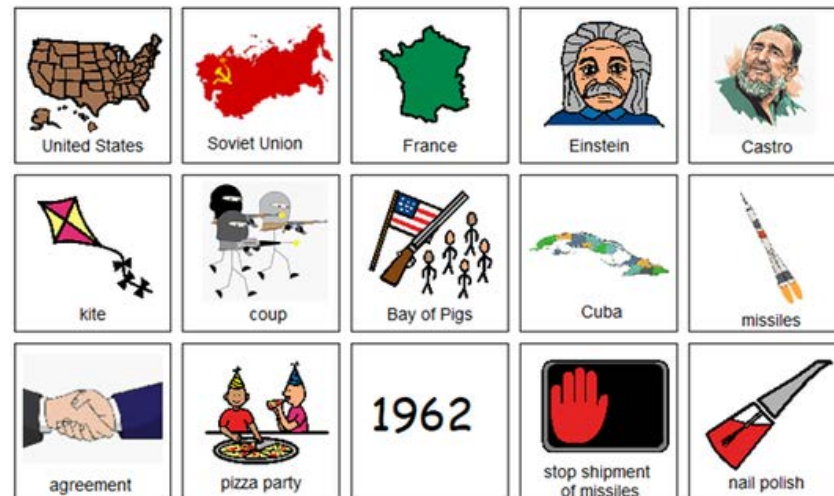 United States
Soviet Union
France
Einstein
Castro
kite
coup
Bay of Pigs
Cuba
missiles
agreement
pizza party
1962
stop shipment
of missiles
nail polish